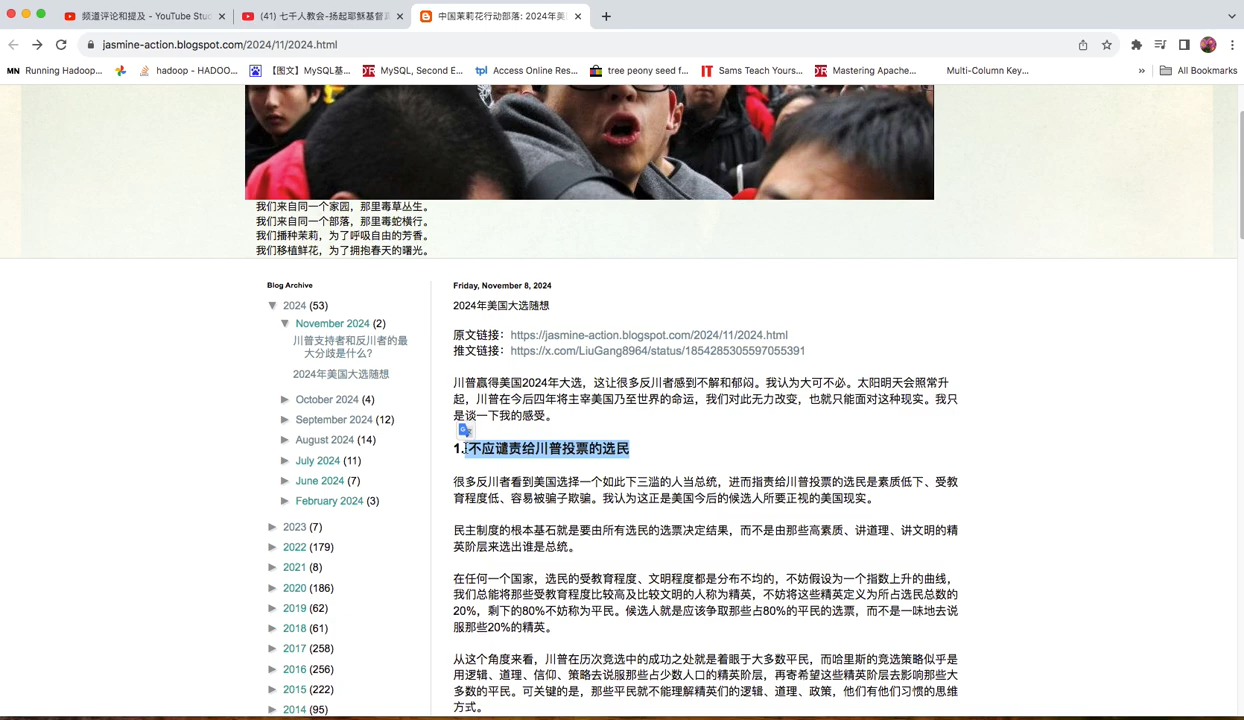 频道评论和提及 - YouTube Stu
(41) 七千人教会-扬起耶稣基督
中国茉莉花行动部落: 2024年美
jasmine-action.blogspot.com/2024/11/2024.html
Running Hadoop...
hadoop - HADOO...
【图文】MySQL基...
MySQL, Second E...
Access Online Res...
tree peony seed f...
Sams Teach Yours...
Mastering Apache...
Multi-Column Key...
»
All Bookmarks
我们来自同一个家园，那里毒草丛生。
我们来自同一个部落，那里毒蛇横行。
我们播种茉莉，为了呼吸自由的芳香。
我们移植鲜花，为了拥抱春天的曙光。
Blog Archive
▼ 2024 (53)
▼ November 2024 (2)
川普支持者和反川者的最
大分歧是什么?
2024年美国大选随想
► October 2024 (4)
► September 2024 (12)
► August 2024 (14)
► July 2024 (11)
► June 2024 (7)
► February 2024 (3)
► 2023 (7)
► 2022 (179)
► 2021 (8)
► 2020 (186)
► 2019 (62)
► 2018 (61)
► 2017 (258)
► 2016 (256)
► 2015 (222)
► 2014 (95)
Friday, November 8, 2024
2024年美国大选随想
原文链接：https://jasmine-action.blogspot.com/2024/11/2024.html
推文链接：https://x.com/LiuGang8964/status/1854285305597055391
川普赢得美国2024年大选，这让很多反川者感到不解和郁闷。我认为大可不必。太阳明天会照常升
起，川普在今后四年将主宰美国乃至世界的命运，我们对此无力改变，也就只能面对这种现实。我只
是谈一下我的感受。
1.不应谴责给川普投票的选民
很多反川者看到美国选择一个如此下三滥的人当总统，进而指责给川普投票的选民是素质低下、受教
育程度低、容易被骗子欺骗。我认为这正是美国今后的候选人所要正视的美国现实。
民主制度的根本基石就是要由所有选民的选票决定结果，而不是由那些高素质、讲道理、讲文明的精
英阶层来选出谁是总统。
在任何一个国家，选民的受教育程度、文明程度都是分布不均的，不妨假设为一个指数上升的曲线，
我们总能将那些受教育程度比较高及比较文明的人称为精英，不妨将这些精英定义为所占选民总数的
20%，剩下的80%不妨称为平民。候选人就是应该争取那些占80%的平民的选票，而不是一味地去说
服那些20%的精英。
从这个角度来看，川普在历次竞选中的成功之处就是着眼于大多数平民，而哈里斯的竞选策略似乎是
用逻辑、道理、信仰、策略去说服那些占少数人口的精英阶层，再寄希望这些精英阶层去影响那些大
多数的平民。可关键的是，那些平民就不能理解精英们的逻辑、道理、政策，他们有他们习惯的思维
方式。